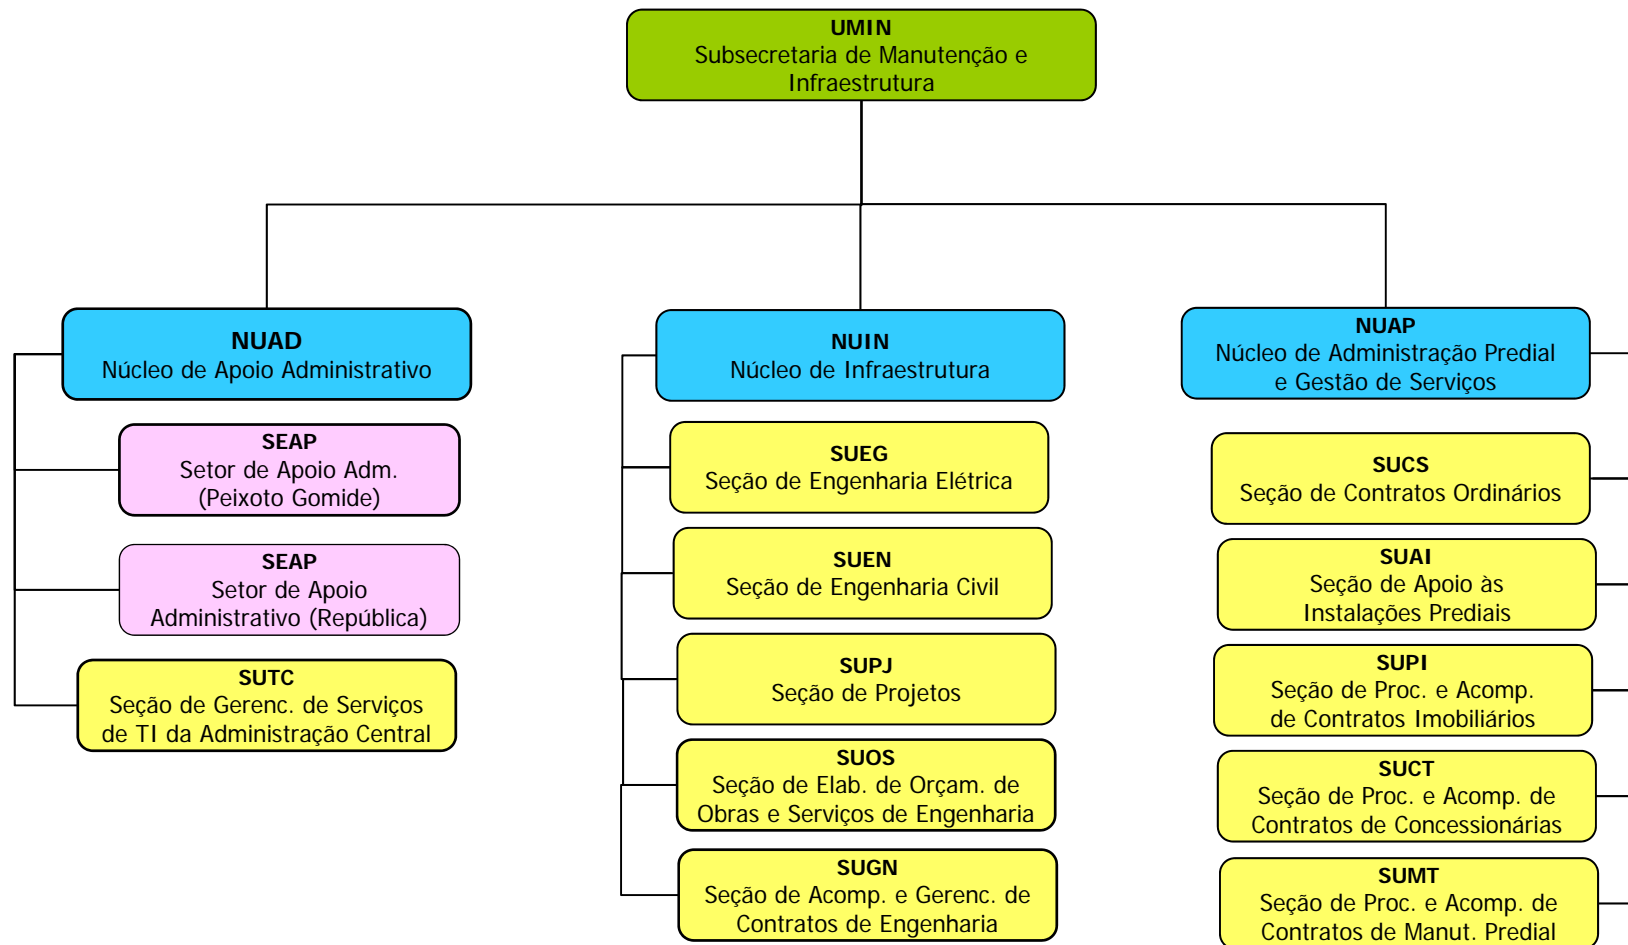 UMIN
Subsecretaria de Manutenção e
Infraestrutura
NUAD
Núcleo de Apoio Administrativo
SEAP
Setor de Apoio Adm.
(Peixoto Gomide)
SEAP
Setor de Apoio
Administrativo (República)
SUTC
Seção de Gerenc. de Serviços
de TI da Administração Central
NUIN
Núcleo de Infraestrutura
SUEG
Seção de Engenharia Elétrica
SUEN
Seção de Engenharia Civil
SUPJ
Seção de Projetos
SUOS
Seção de Elab. de Orçam. de
Obras e Serviços de Engenharia
SUGN
Seção de Acomp. e Gerenc. de
Contratos de Engenharia
NUAP
Núcleo de Administração Predial
e Gestão de Serviços
SUCS
Seção de Contratos Ordinários
SUAI
Seção de Apoio às
Instalações Prediais
SUPI
Seção de Proc. e Acomp.
de Contratos Imobiliários
SUCT
Seção de Proc. e Acomp. de
Contratos de Concessionárias
SUMT
Seção de Proc. e Acomp. de
Contratos de Manut. Predial